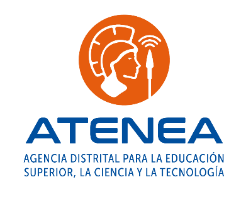 ATENEA
AGENCIA DISTRITAL PARA LA EDUCACIÓN
SUPERIOR, LA CIENCIA Y LA TECNOLOGÍA